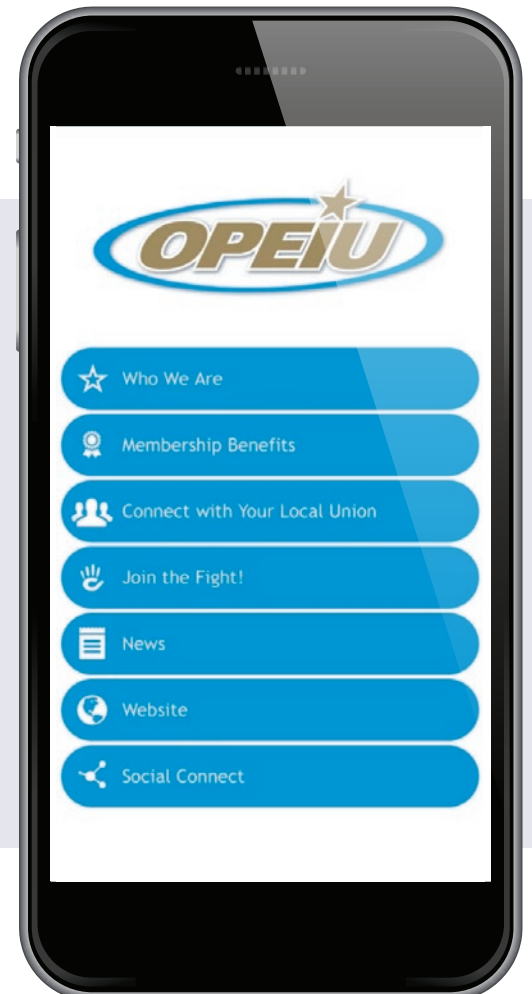 OPEIU
Who We Are
Membership Benefits
Connect with Your Local Union
Join the Fight!
News
Website
Social Connect